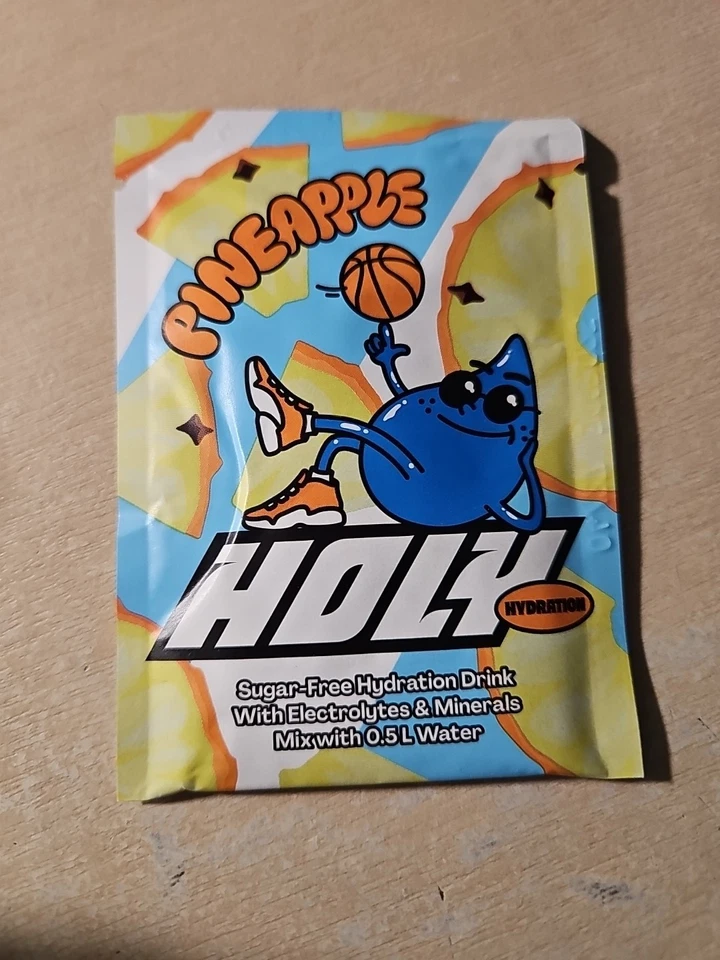 PINEAPPLE
HOLY
HYDRATION
Sugar-Free Hydration Drink
With Electrolytes & Minerals
Mix with 0.5 L Water